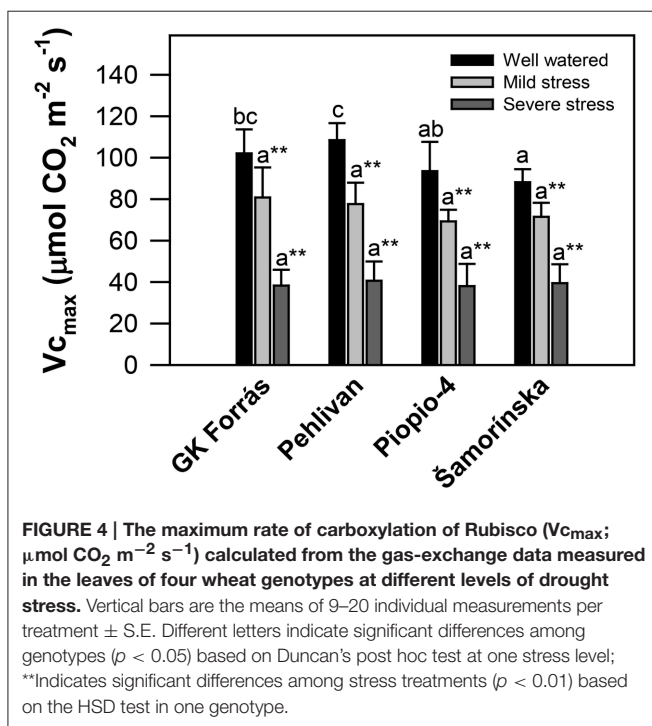 Vc_max (μmol CO₂ m⁻² s⁻¹)
140
120
100
80
60
40
20
0
Well watered
Mild stress
Severe stress
bc
a**
a**
c
a**
a**
ab
a**
a**
a
a**
a**
GK Forrás
Pehlivan
Piopio-4
Šamorínska
FIGURE 4 | The maximum rate of carboxylation of Rubisco (Vc_max;
μmol CO₂ m⁻² s⁻¹) calculated from the gas-exchange data measured
in the leaves of four wheat genotypes at different levels of drought
stress. Vertical bars are the means of 9–20 individual measurements per
treatment ± S.E. Different letters indicate significant differences among
genotypes (p < 0.05) based on Duncan's post hoc test at one stress level;
**Indicates significant differences among stress treatments (p < 0.01) based
on the HSD test in one genotype.